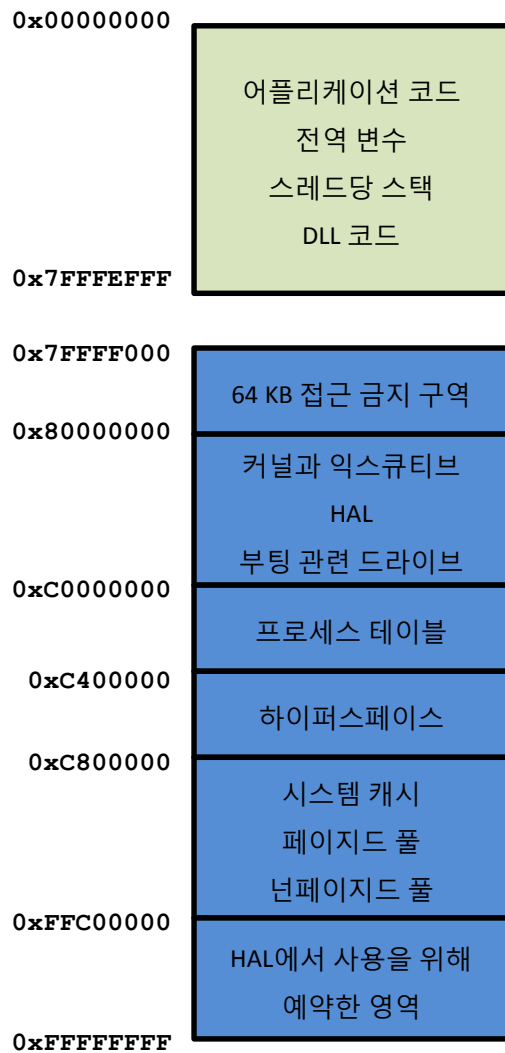 0x00000000
어플리케이션 코드
전역 변수
스레드당 스택
DLL 코드
0x7FFFEFFF
0x7FFFF000
64 KB 접근 금지 구역
0x80000000
커널과 익스큐티브
HAL
부팅 관련 드라이브
0xC0000000
프로세스 테이블
0xC400000
하이퍼스페이스
0xC800000
시스템 캐시
페이지드 풀
넌페이지드 풀
0xFFC00000
HAL에서 사용을 위해
예약한 영역
0xFFFFFFFF